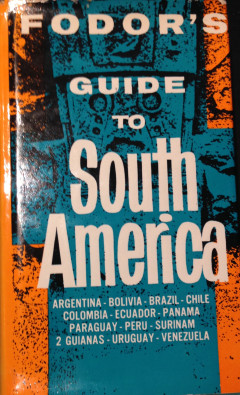 FODOR'S
GUIDE
TO
South
America
ARGENTINA - BOLIVIA - BRAZIL - CHILE
COLOMBIA - ECUADOR - PANAMA
PARAGUAY - PERU - SURINAM
2 GUIANAS - URUGUAY - VENEZUELA